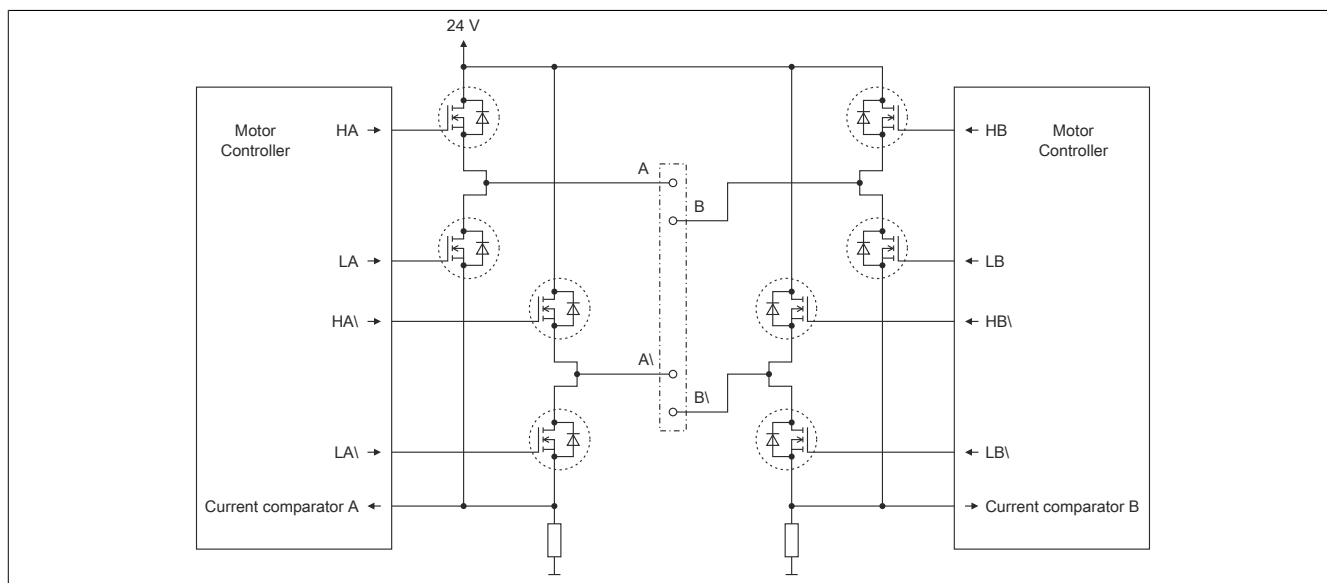 24 V
Motor
Controller
HA
LA
HA\
LA\
Current comparator A
A
B
A\
B\
Motor
Controller
HB
LB
HB\
LB\
Current comparator B